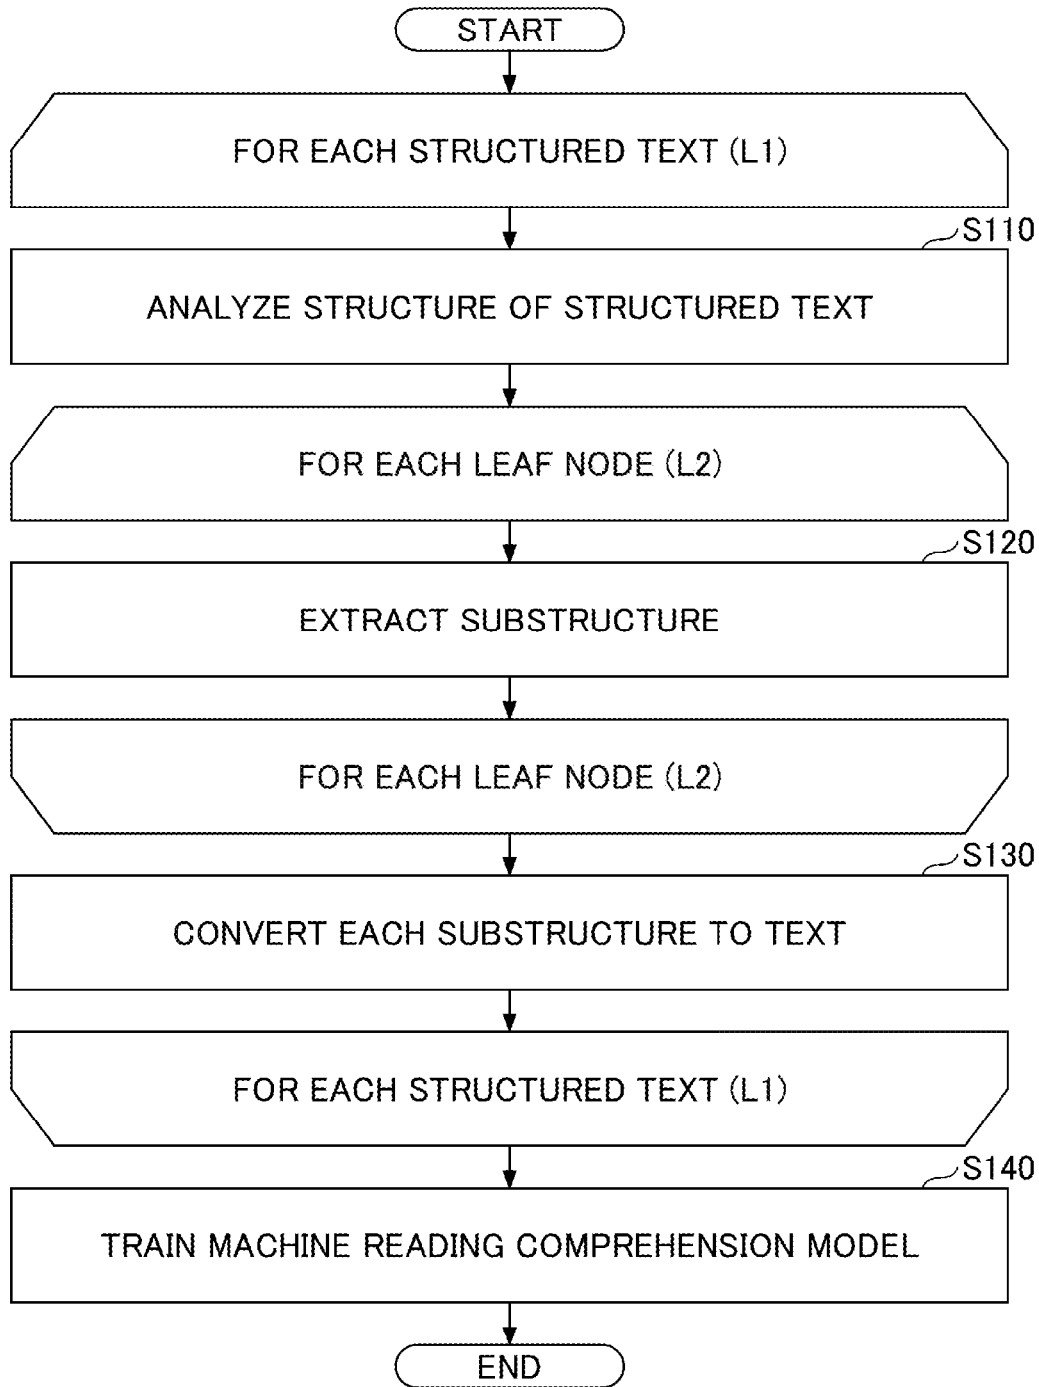 START
FOR EACH STRUCTURED TEXT (L1)
S110
ANALYZE STRUCTURE OF STRUCTURED TEXT
FOR EACH LEAF NODE (L2)
S120
EXTRACT SUBSTRUCTURE
FOR EACH LEAF NODE (L2)
S130
CONVERT EACH SUBSTRUCTURE TO TEXT
FOR EACH STRUCTURED TEXT (L1)
S140
TRAIN MACHINE READING COMPREHENSION MODEL
END